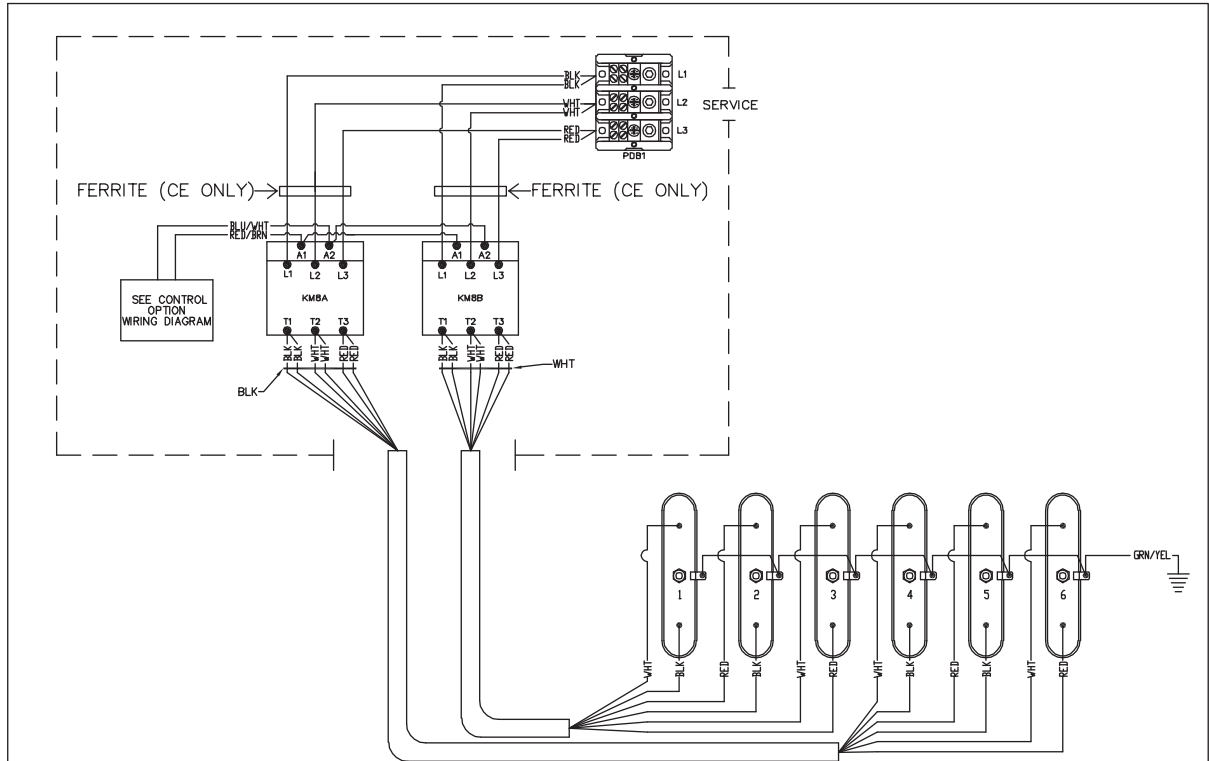 BLK
BLK
L1
WHT
WHT
L2
SERVICE
RED
RED
L3
PDB1
FERRITE (CE ONLY)
FERRITE (CE ONLY)
BLU/WHT
RED/BRN
A1 A2
A1 A2
L1 L2 L3
L1 L2 L3
SEE CONTROL
OPTION
WIRING DIAGRAM
KM8A
KM8B
T1 T2 T3
T1 T2 T3
BLK BLK WHT WHT RED RED
BLK BLK WHT WHT RED RED
BLK
WHT
GRN/YEL
1 2 3 4 5 6
WHT BLK RED BLK WHT RED WHT BLK RED BLK WHT RED